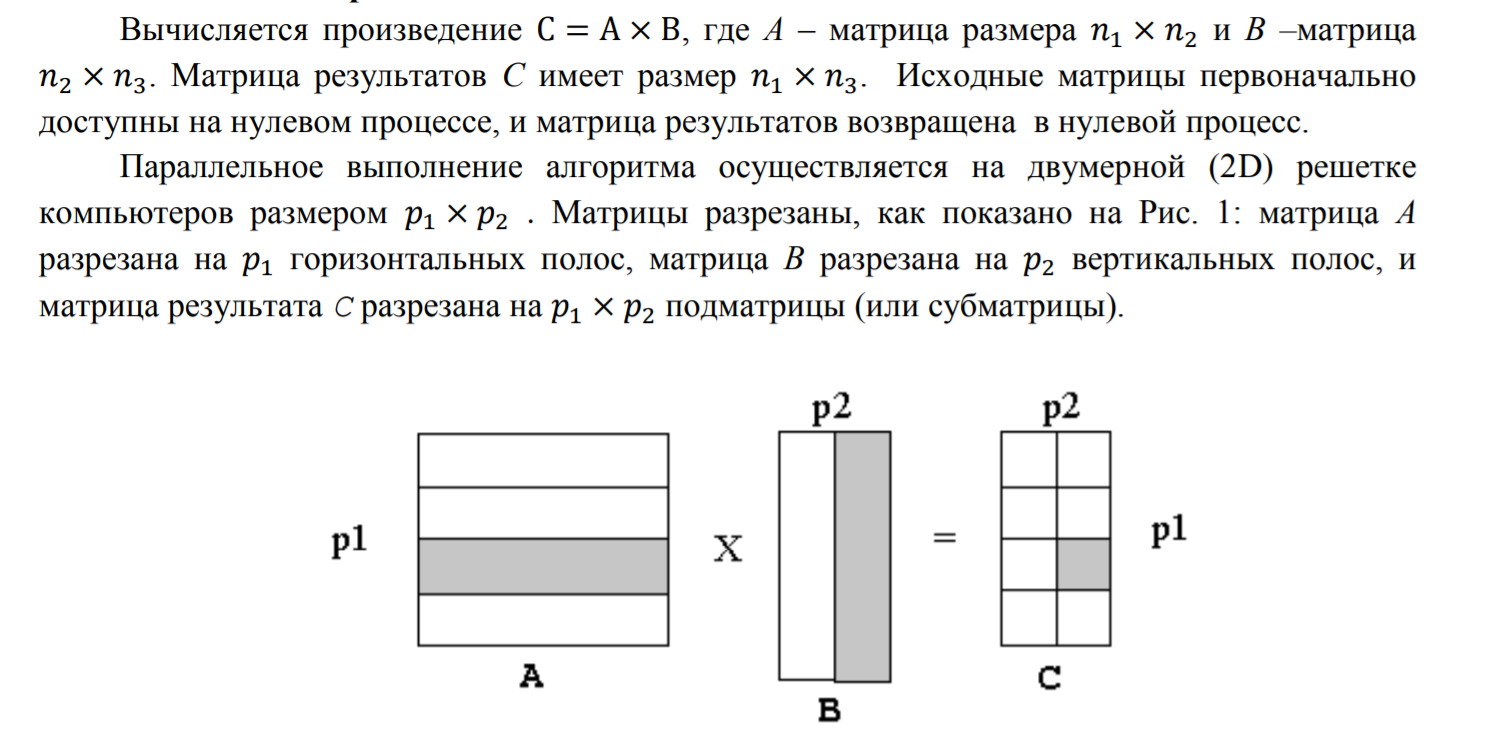 Вычисляется произведение C = A × B, где A – матрица размера n₁ × n₂ и B –матрица
n₂ × n₃. Матрица результатов C имеет размер n₁ × n₃. Исходные матрицы первоначально
доступны на нулевом процессе, и матрица результатов возвращена в нулевой процесс.
Параллельное выполнение алгоритма осуществляется на двумерной (2D) решетке
компьютеров размером p₁ × p₂ . Матрицы разрезаны, как показано на Рис. 1: матрица A
разрезана на p₁ горизонтальных полос, матрица B разрезана на p₂ вертикальных полос, и
матрица результата C разрезана на p₁ × p₂ подматрицы (или субматрицы).
p2 p2
p1 X = p1
A C
B